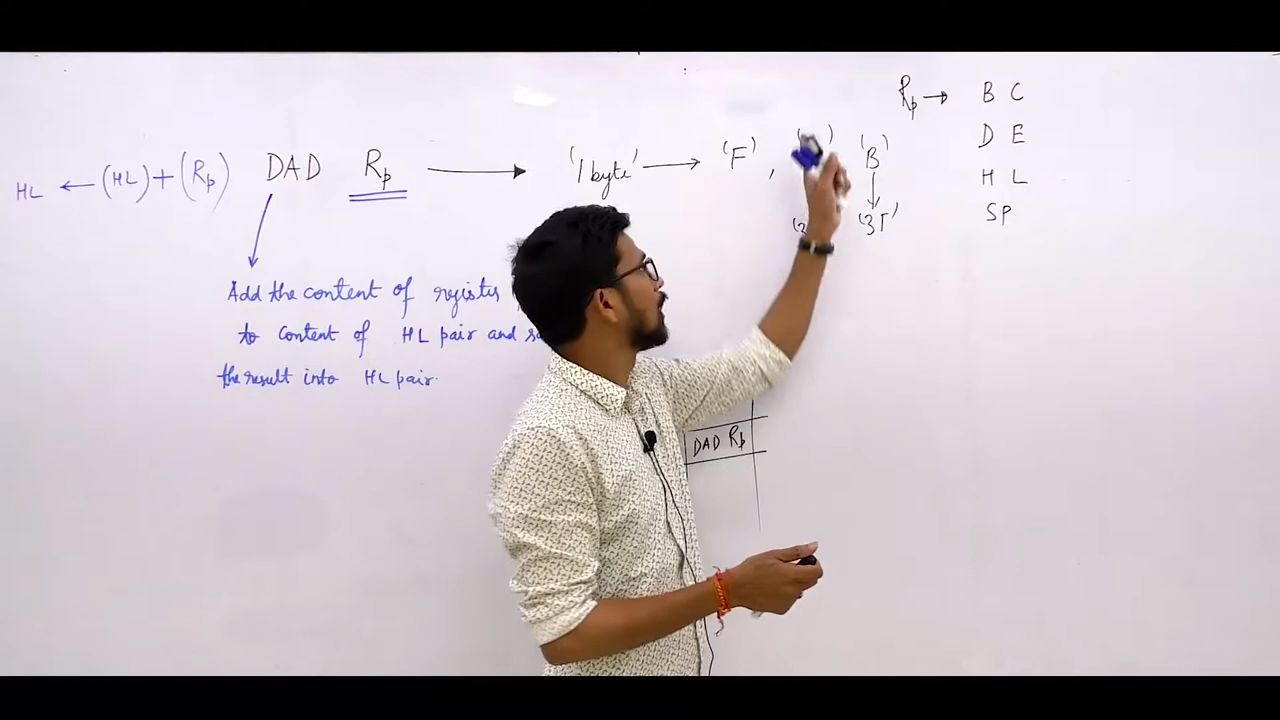 HL ← (HL) + (Rp) DAD Rp → '1 byte' → 'F', 'B'
'3T'
Rp → B C
D E
H L
SP
Add the content of register
to content of HL pair and
the result into HL pair.
DAD Rp